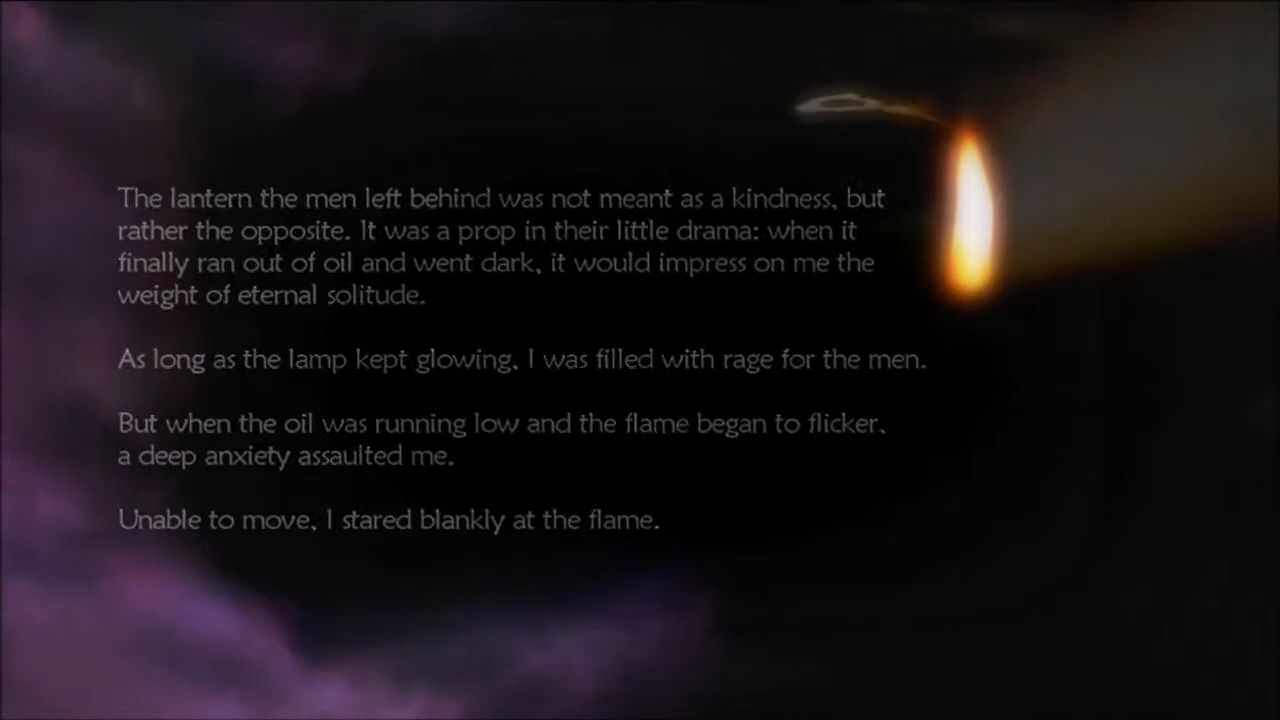 The lantern the men left behind was not meant as a kindness, but
rather the opposite. It was a prop in their little drama: when it
finally ran out of oil and went dark, it would impress on me the
weight of eternal solitude.
As long as the lamp kept glowing, I was filled with rage for the men.
But when the oil was running low and the flame began to flicker,
a deep anxiety assaulted me.
Unable to move, I stared blankly at the flame.